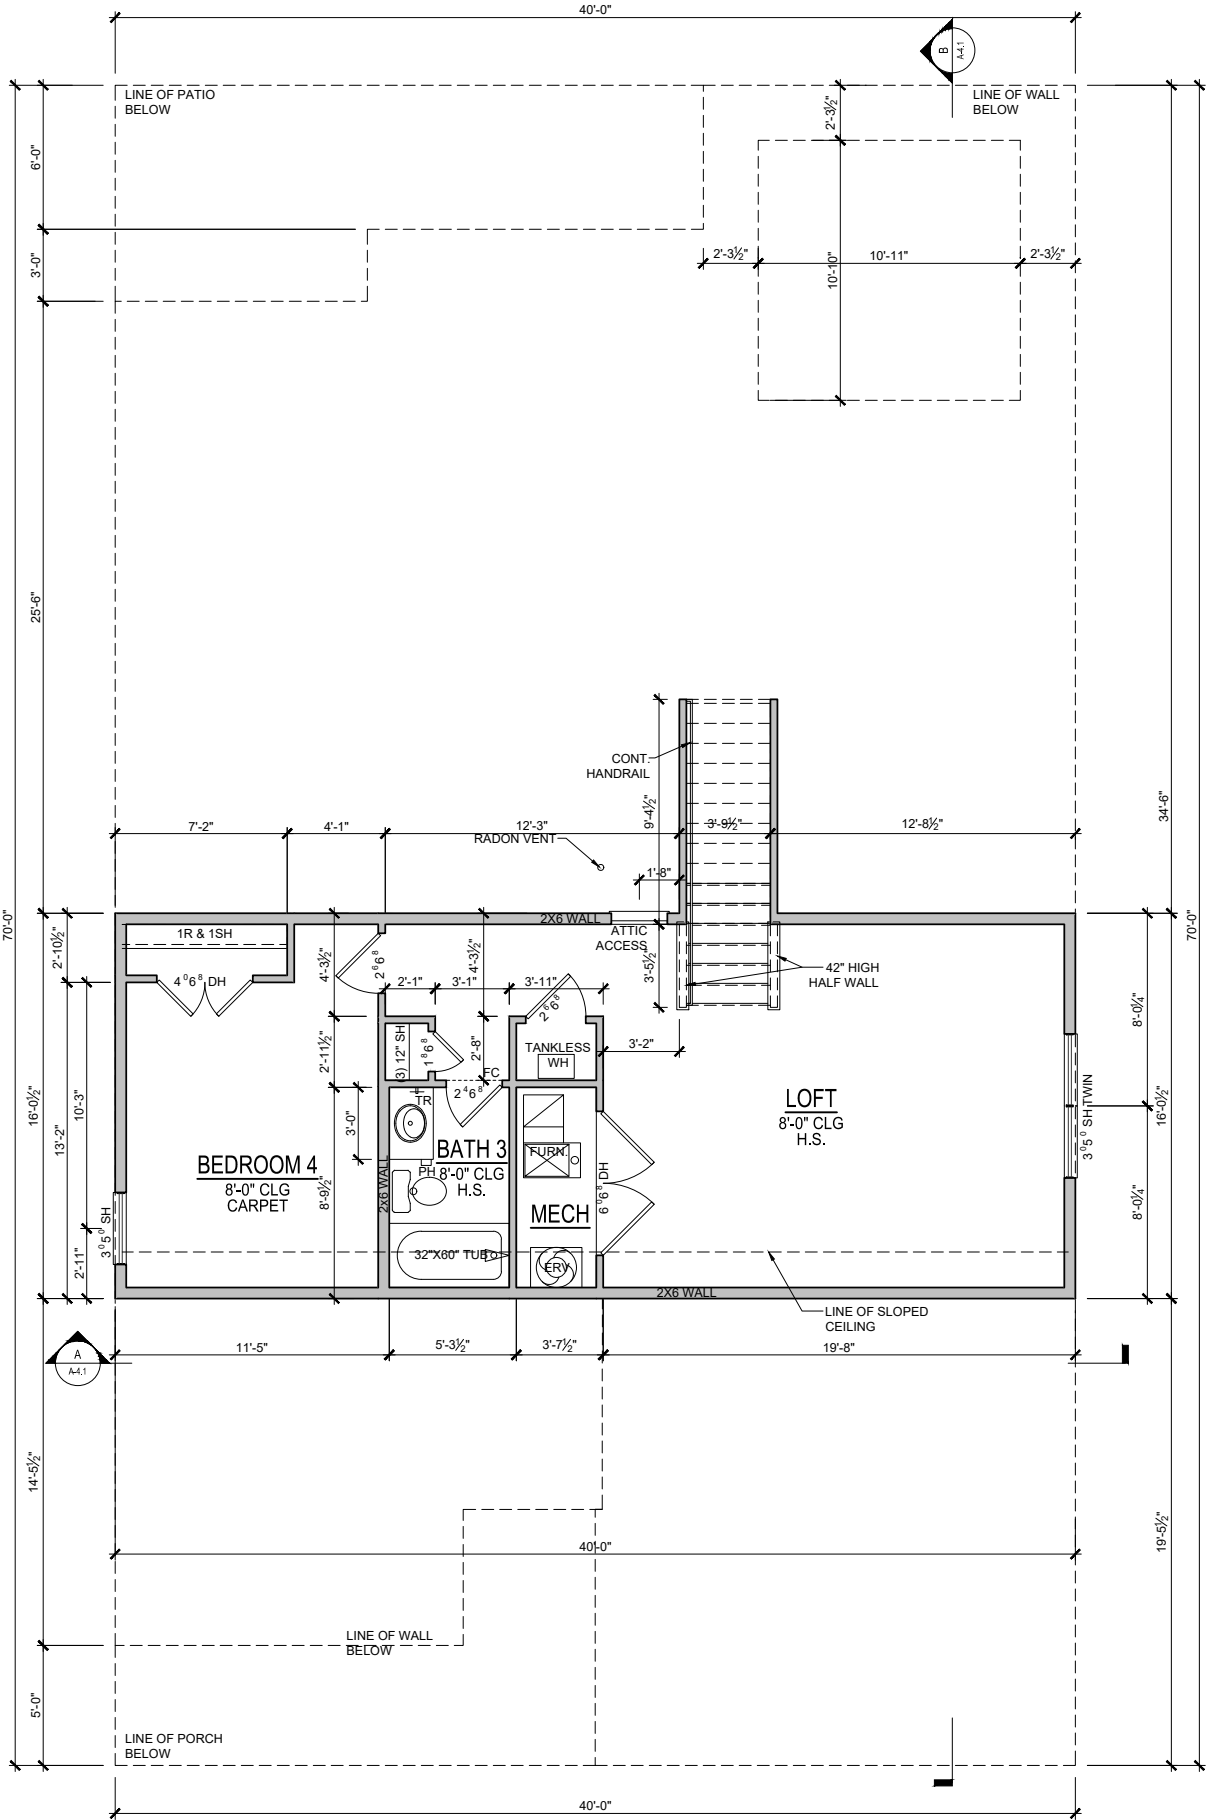 40'-0"
B
A-4.1
LINE OF PATIO
BELOW
LINE OF WALL
BELOW
2'-3½"
6'-0"
3'-0"
2'-3½"
10'-11"
2'-3½"
10'-10"
25'-6"
70'-0"
34'-6"
70'-0"
CONT.
HANDRAIL
9'-4½"
7'-2"
4'-1"
12'-3"
3'-9½"
12'-8½"
RADON VENT
1'-8"
2X6 WALL
ATTIC
ACCESS
1R & 1SH
2'-10½"
4'-3½"
2⁶6⁸
4'-3½"
3'-5½"
42" HIGH
HALF WALL
4⁰6⁸ DH
2'-1"
3'-1"
3'-11"
2⁶6⁸
8'-0¼"
2'-11½"
(3) 12" SH
1⁸6⁸
2'-8"
TANKLESS
WH
3'-2"
FC
2⁴6⁸
TR
16'-0½"
13'-2"
10'-3"
3'-0"
LOFT
8'-0" CLG
H.S.
3⁰5⁰ SH TWIN
16'-0½"
FURN.
BEDROOM 4
8'-0" CLG
CARPET
8'-9½"
2x6 WALL
BATH 3
8'-0" CLG
H.S.
PH
6⁰6⁸ DH
MECH
8'-0¼"
3⁰5⁰ SH
2'-11"
32"X60" TUB
ERV
2X6 WALL
LINE OF SLOPED
CEILING
A
A-4.1
11'-5"
5'-3½"
3'-7½"
19'-8"
14'-5½"
19'-5½"
40'-0"
LINE OF WALL
BELOW
5'-0"
LINE OF PORCH
BELOW
40'-0"